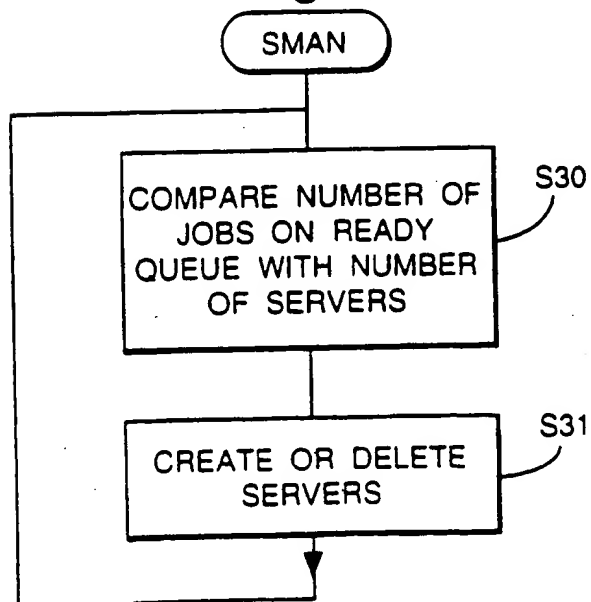 SMAN
COMPARE NUMBER OF
JOBS ON READY
QUEUE WITH NUMBER
OF SERVERS
S30
CREATE OR DELETE
SERVERS
S31